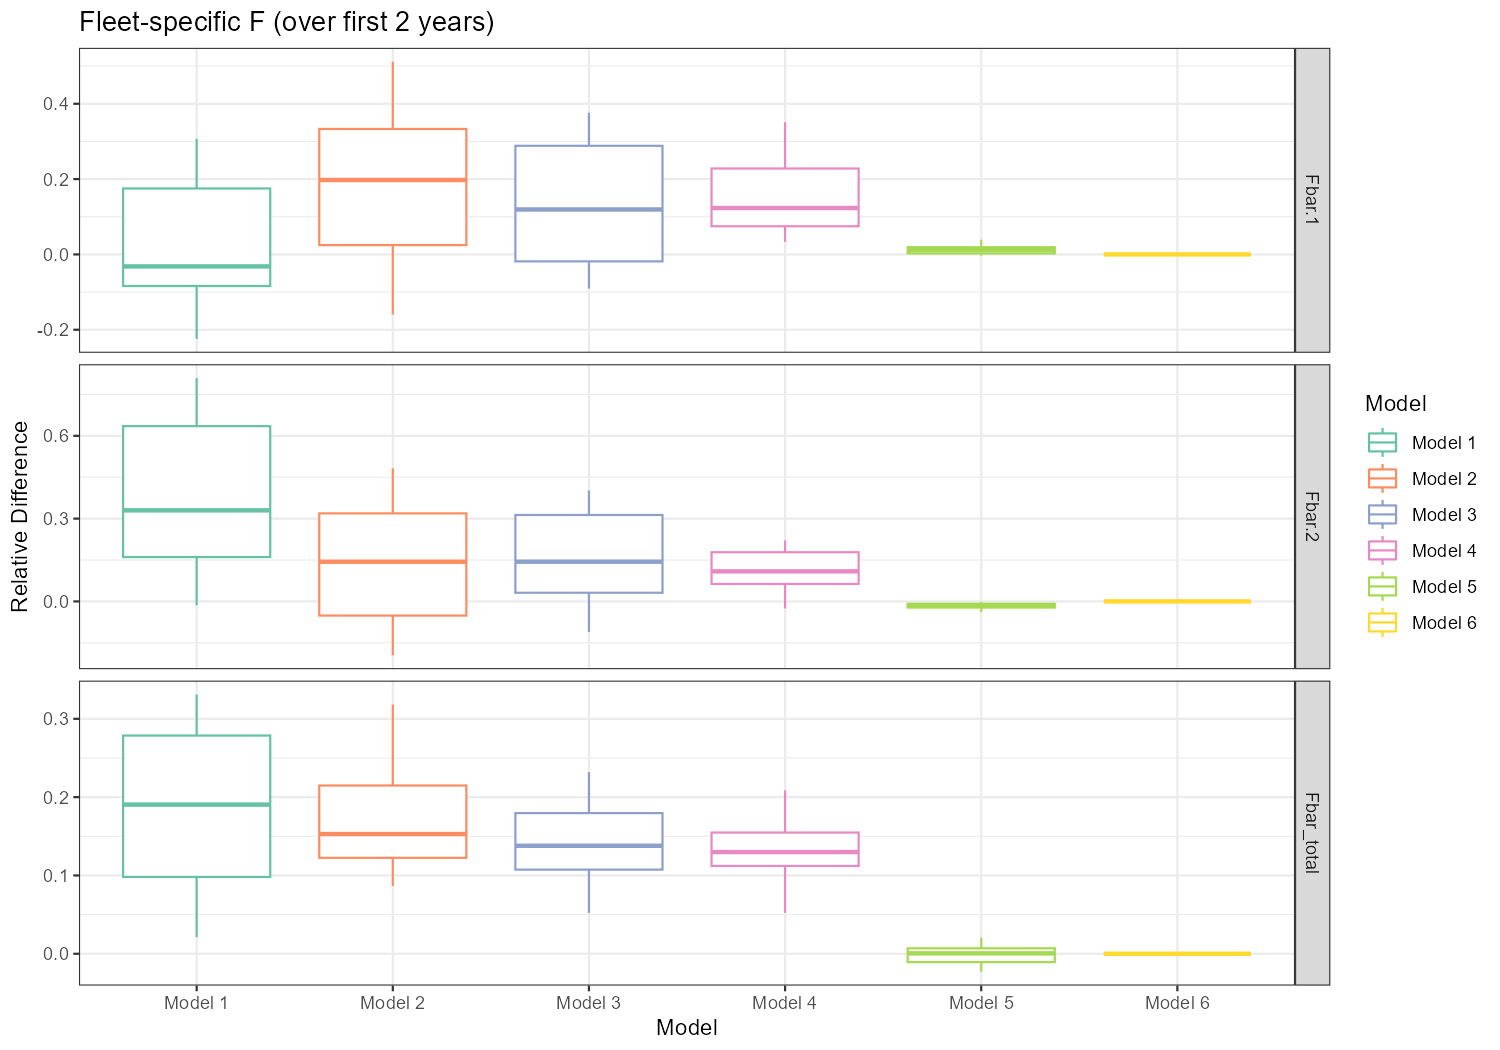 Fleet-specific F (over first 2 years)
Relative Difference
0.4
0.2
0.0
-0.2
Fbar.1
0.6
0.3
0.0
Fbar.2
0.3
0.2
0.1
0.0
Fbar_total
Model 1
Model 2
Model 3
Model 4
Model 5
Model 6
Model
Model
Model 1
Model 2
Model 3
Model 4
Model 5
Model 6